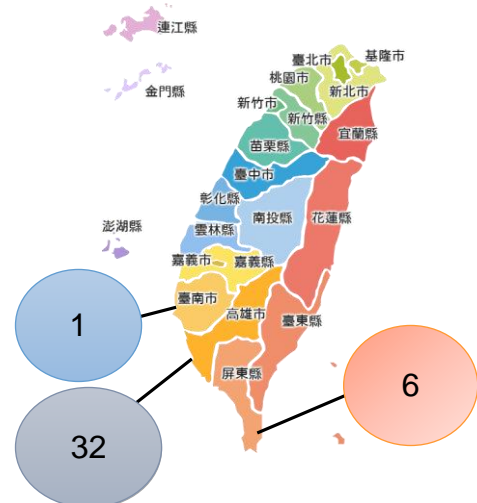 連江縣
金門縣
臺北市
基隆市
桃園市
新北市
新竹市
新竹縣
宜蘭縣
苗栗縣
臺中市
彰化縣
南投縣
花蓮縣
澎湖縣
雲林縣
嘉義市
嘉義縣
臺南市
高雄市
臺東縣
屏東縣
1
6
32